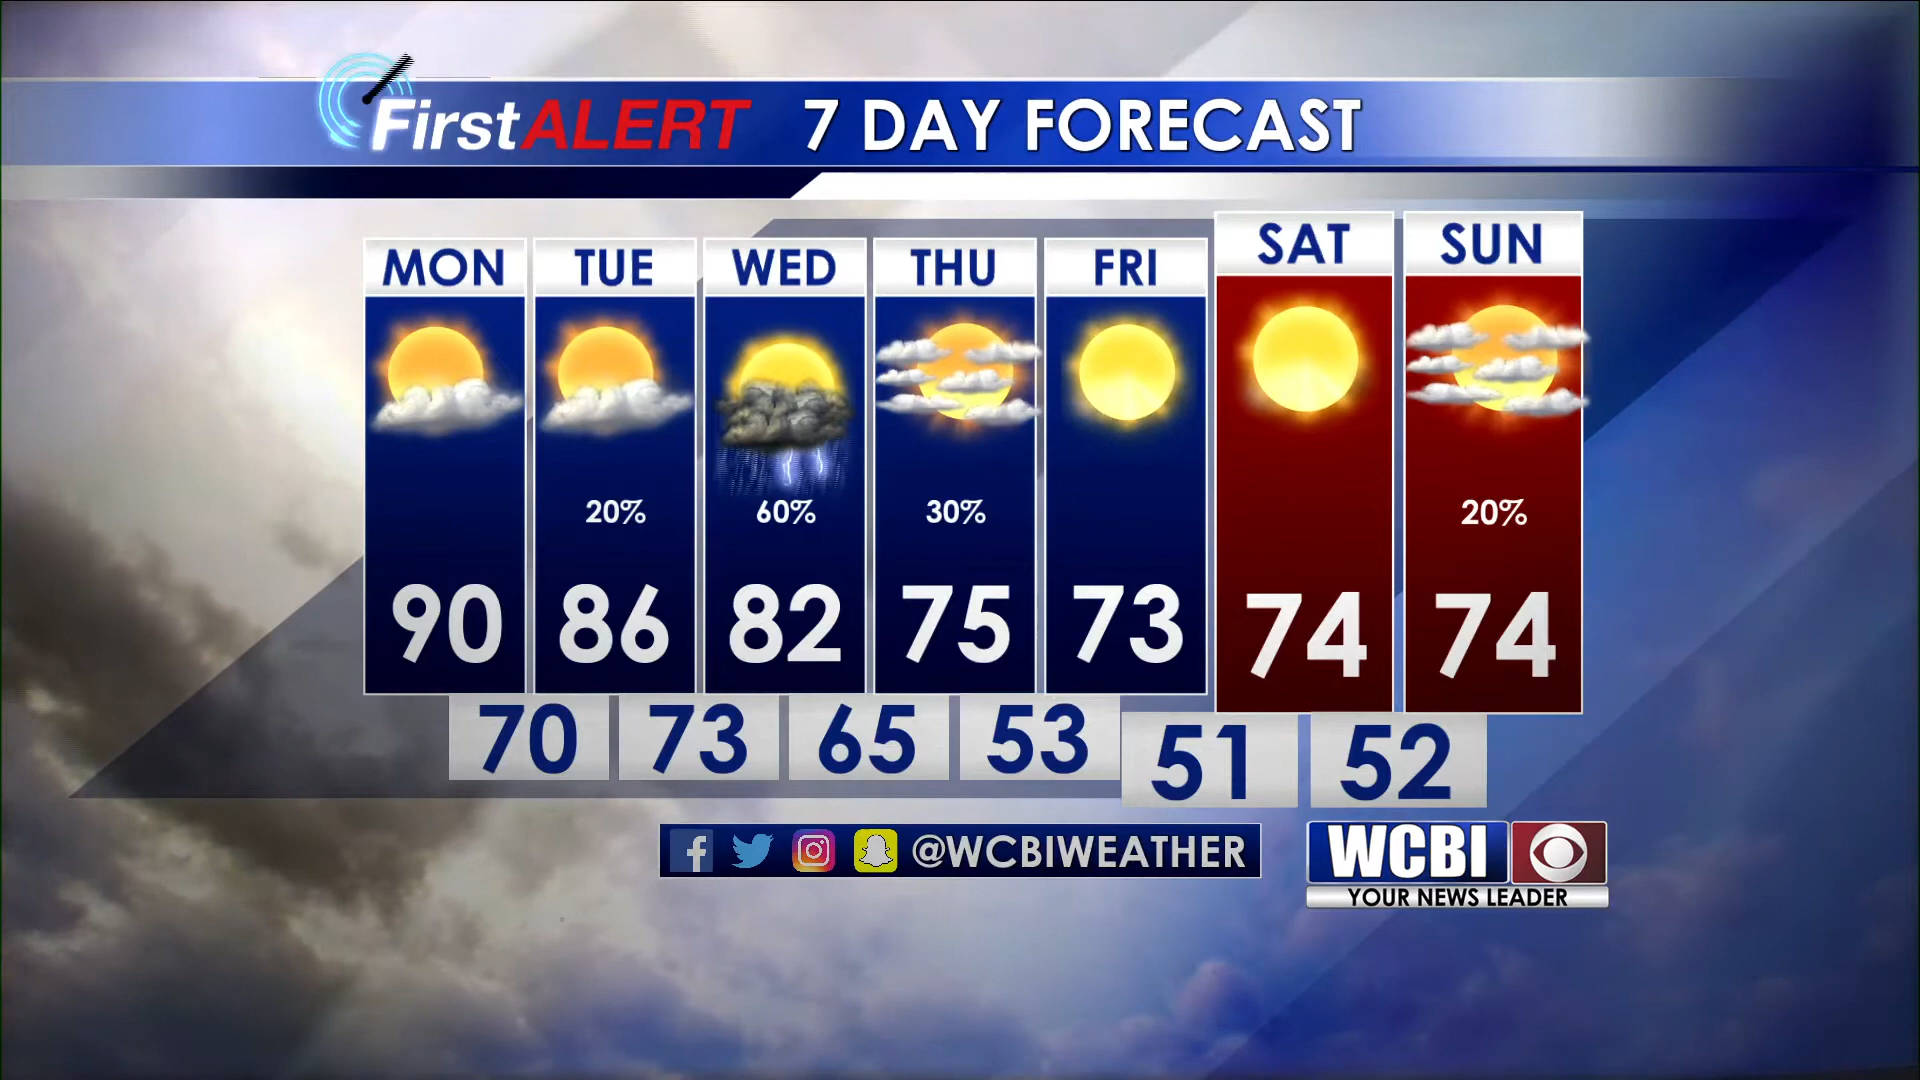 FirstALERT 7 DAY FORECAST
MON TUE WED THU FRI SAT SUN
20% 60% 30% 20%
90 86 82 75 73 74 74
70 73 65 53 51 52
@WCBIWEATHER
WCBI
YOUR NEWS LEADER